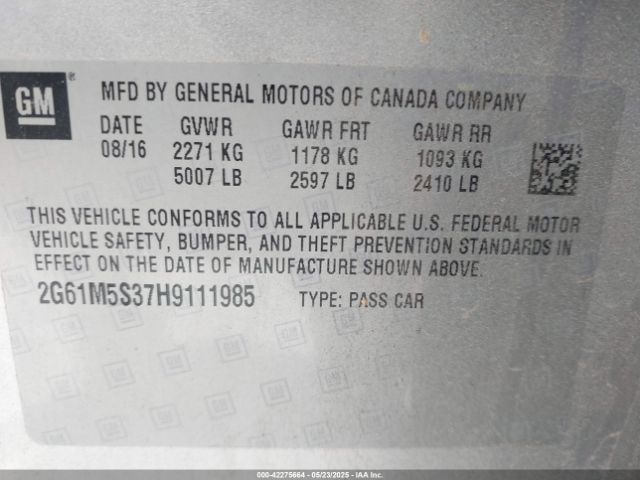 GM ®
MFD BY GENERAL MOTORS OF CANADA COMPANY
DATE GVWR GAWR FRT GAWR RR
08/16 2271 KG 1178 KG 1093 KG
5007 LB 2597 LB 2410 LB
THIS VEHICLE CONFORMS TO ALL APPLICABLE U.S. FEDERAL MOTOR
VEHICLE SAFETY, BUMPER, AND THEFT PREVENTION STANDARDS IN
EFFECT ON THE DATE OF MANUFACTURE SHOWN ABOVE.
2G61M5S37H9111985 TYPE: PASS CAR
000-42275664 - 05/23/2025 - IAA Inc.